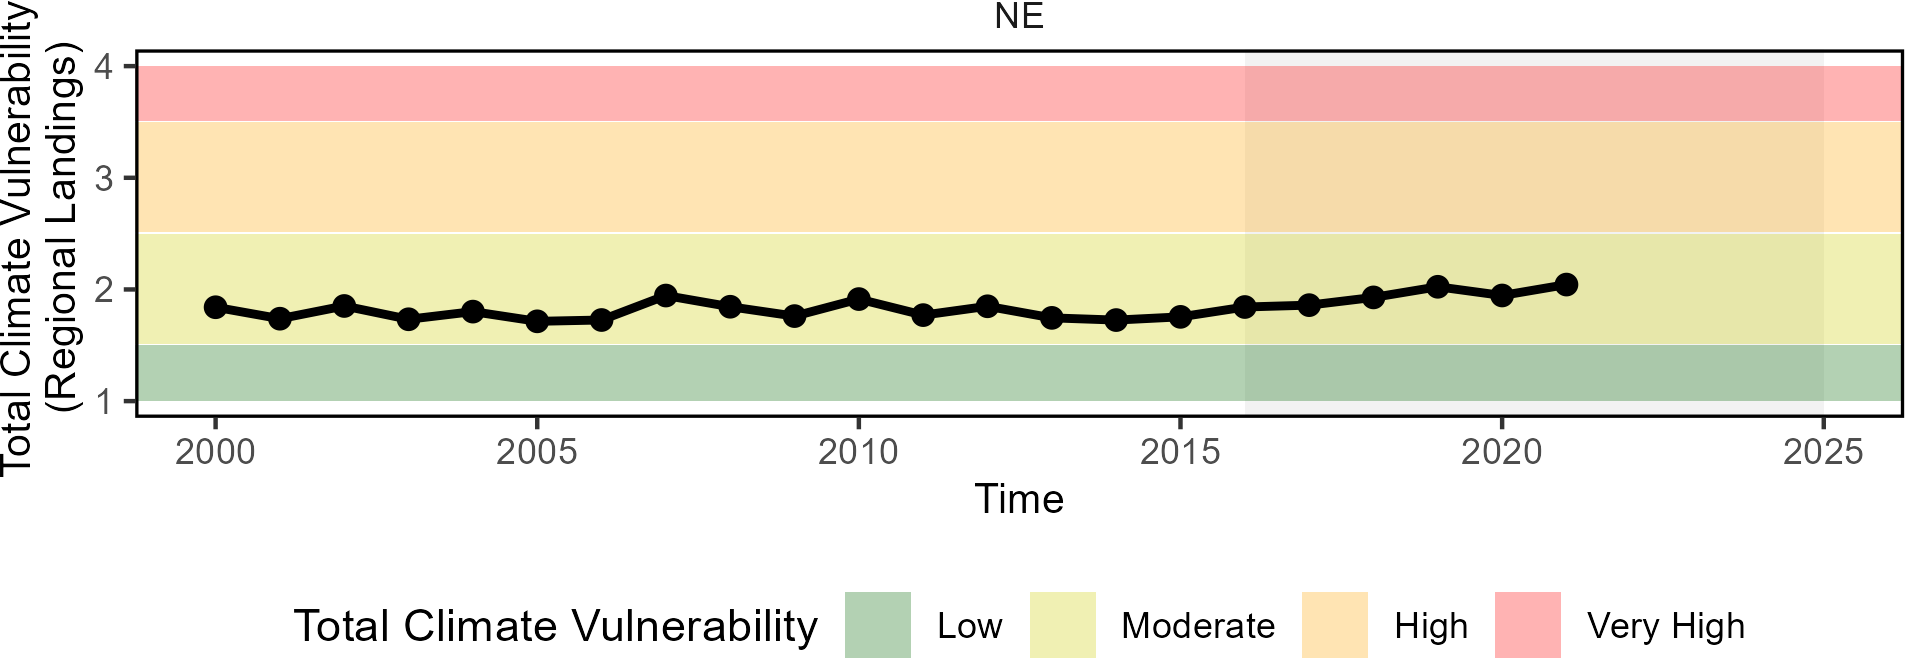 NE
Total Climate Vulnerability
(Regional Landings)
4
3
2
1
2000 2005 2010 2015 2020 2025
Time
Total Climate Vulnerability Low Moderate High Very High